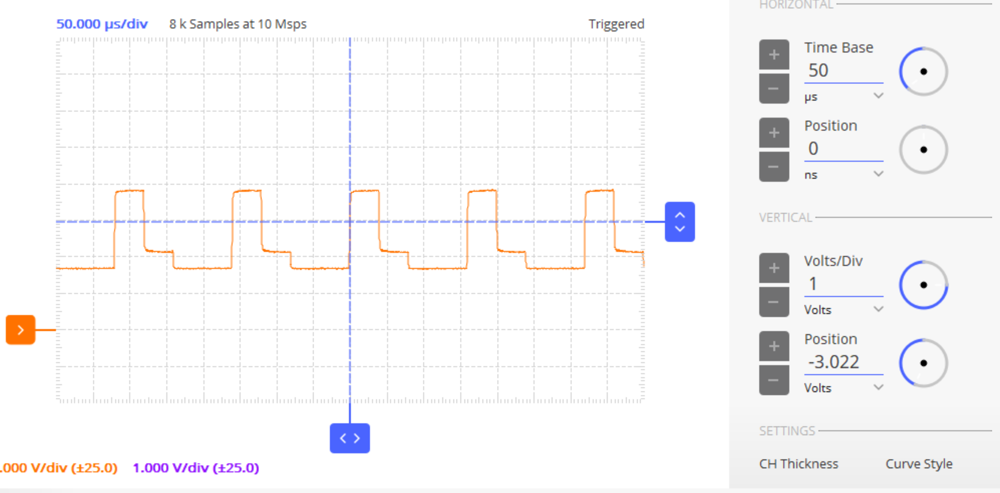 50.000 µs/div 8 k Samples at 10 Msps Triggered
HORIZONTAL
+
Time Base
50
−
µs
+
Position
0
−
ns
VERTICAL
+
Volts/Div
1
−
Volts
+
Position
-3.022
−
Volts
SETTINGS
CH Thickness Curve Style
.000 V/div (±25.0) 1.000 V/div (±25.0)